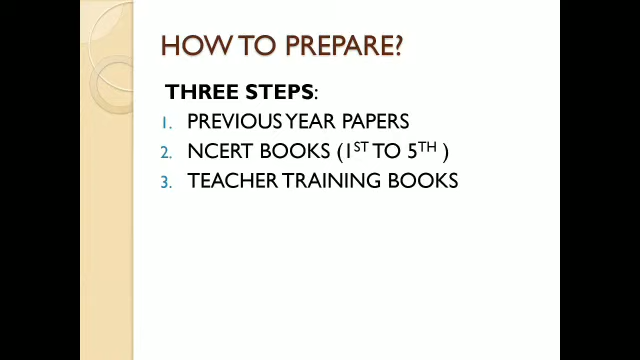 HOW TO PREPARE?
THREE STEPS:
1. PREVIOUS YEAR PAPERS
2. NCERT BOOKS (1ST TO 5TH )
3. TEACHER TRAINING BOOKS